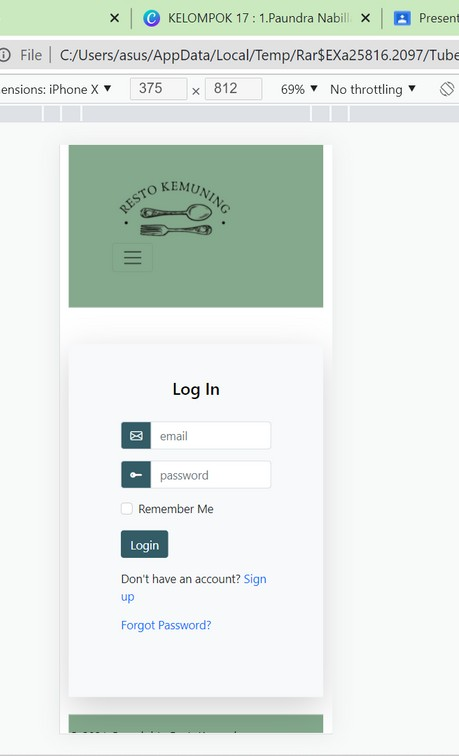 KELOMPOK 17 : 1.Paundra Nabill
Present
File
C:/Users/asus/AppData/Local/Temp/Rar$EXa25816.2097/Tube
ensions: iPhone X
375 × 812
69%
No throttling
RESTO KEMUNING
Log In
email
password
Remember Me
Login
Don't have an account? Sign
up
Forgot Password?